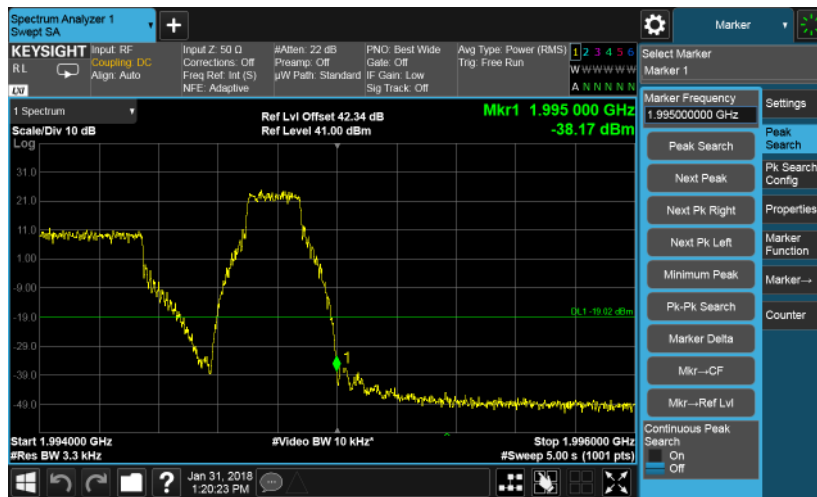 Spectrum Analyzer 1
Swept SA
+
Marker
KEYSIGHT
RL
LXI
Input: RF
Coupling: DC
Align: Auto
Input Z: 50 Ω
Corrections: Off
Freq Ref: Int (S)
NFE: Adaptive
#Atten: 22 dB
Preamp: Off
µW Path: Standard
PNO: Best Wide
Gate: Off
IF Gain: Low
Sig Track: Off
Avg Type: Power (RMS)
Trig: Free Run
1 2 3 4 5 6
W W W W W W
A N N N N N
Select Marker
Marker 1
1 Spectrum
Scale/Div 10 dB
Log
Ref Lvl Offset 42.34 dB
Ref Level 41.00 dBm
Mkr1 1.995 000 GHz
-38.17 dBm
31.0
21.0
11.0
1.00
-9.00
-19.0
-29.0
-39.0
-49.0
DL1 -19.02 dBm
1
Start 1.994000 GHz
#Res BW 3.3 kHz
#Video BW 10 kHz*
Stop 1.996000 GHz
#Sweep 5.00 s (1001 pts)
Marker Frequency
1.995000000 GHz
Peak Search
Next Peak
Next Pk Right
Next Pk Left
Minimum Peak
Pk-Pk Search
Marker Delta
Mkr→CF
Mkr→Ref Lvl
Continuous Peak
Search
On
Off
Settings
Peak
Search
Pk Search
Config
Properties
Marker
Function
Marker→
Counter
?
Jan 31, 2018
1:20:23 PM